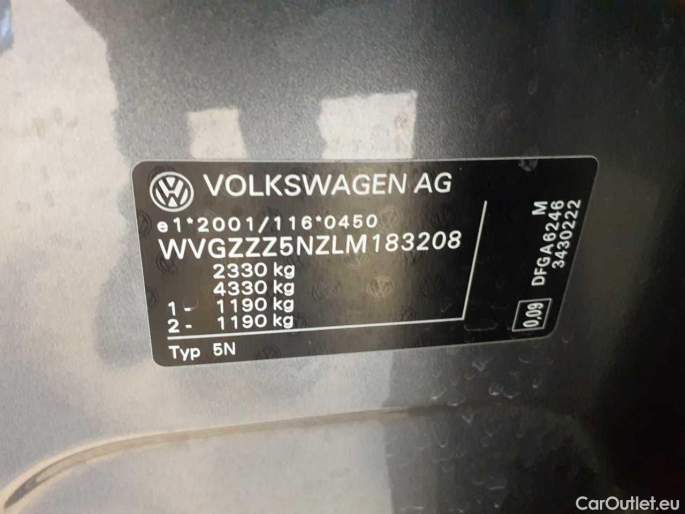 VOLKSWAGEN AG
e1*2001/116*0450
WVGZZZ5NZLM183208
2330 kg
4330 kg
1- 1190 kg
2- 1190 kg
Typ 5N
0,09
DFGA6246 M
3430222
CarOutlet.eu